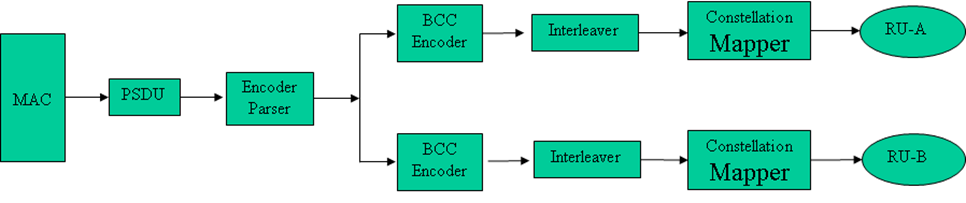 MAC
PSDU
Encoder
Parser
BCC
Encoder
Interleaver
Constellation
Mapper
RU-A
BCC
Encoder
Interleaver
Constellation
Mapper
RU-B